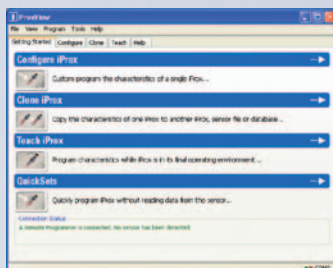 ProxView
File View Program Tools Help
Getting Started Configure Clone Teach Help
Configure iProx
Custom program the characteristics of a single iProx...
Clone iProx
Copy the characteristics of one iProx to another iProx, sensor file or database...
Teach iProx
Program characteristics while iProx is in its final operating environment...
QuickSets
Quickly program iProx without reading data from the sensor...
Connection Status
A Remote Programmer is connected. No sensor has been detected.